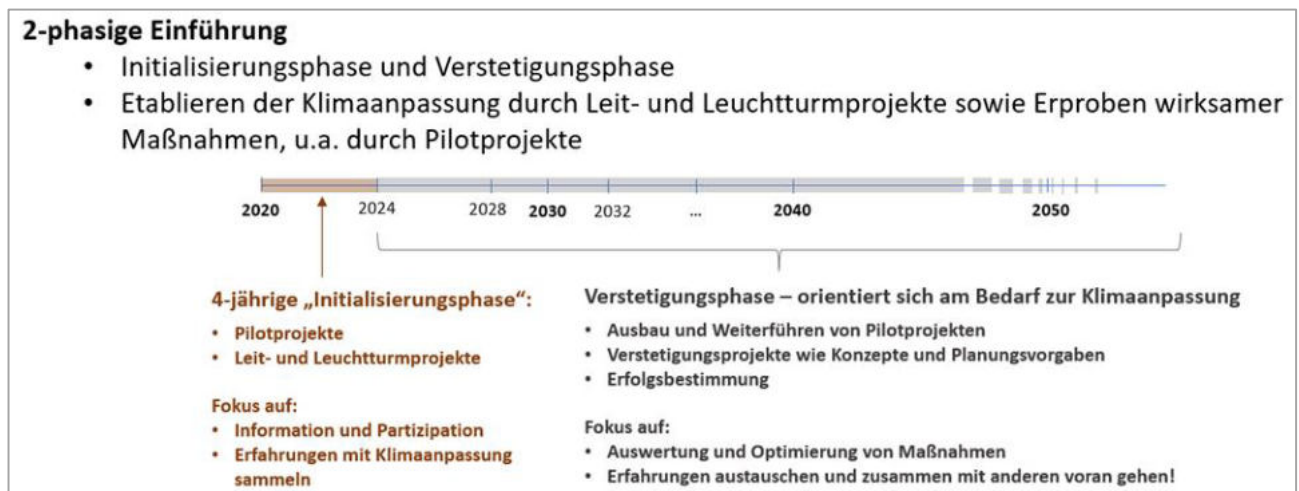 2-phasige Einführung
• Initialisierungsphase und Verstetigungsphase
• Etablieren der Klimaanpassung durch Leit- und Leuchtturmprojekte sowie Erproben wirksamer
Maßnahmen, u.a. durch Pilotprojekte
2020 2024 2028 2030 2032 ... 2040 2050
4-jährige „Initialisierungsphase“:
• Pilotprojekte
• Leit- und Leuchtturmprojekte
Fokus auf:
• Information und Partizipation
• Erfahrungen mit Klimaanpassung
sammeln
Verstetigungsphase – orientiert sich am Bedarf zur Klimaanpassung
• Ausbau und Weiterführen von Pilotprojekten
• Verstetigungsprojekte wie Konzepte und Planungsvorgaben
• Erfolgsbestimmung
Fokus auf:
• Auswertung und Optimierung von Maßnahmen
• Erfahrungen austauschen und zusammen mit anderen voran gehen!